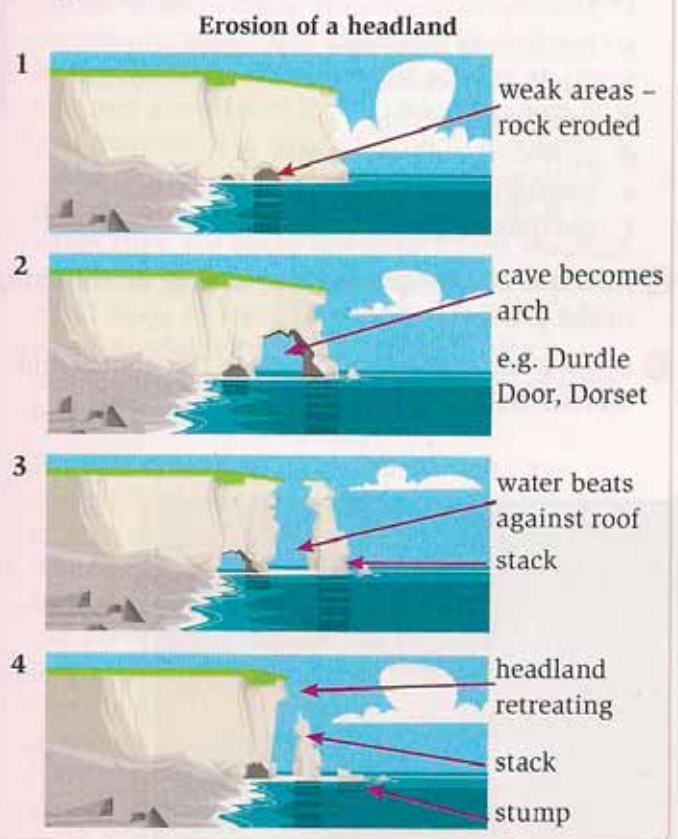 Erosion of a headland
1
weak areas –
rock eroded
2
cave becomes
arch
e.g. Durdle
Door, Dorset
3
water beats
against roof
stack
4
headland
retreating
stack
stump